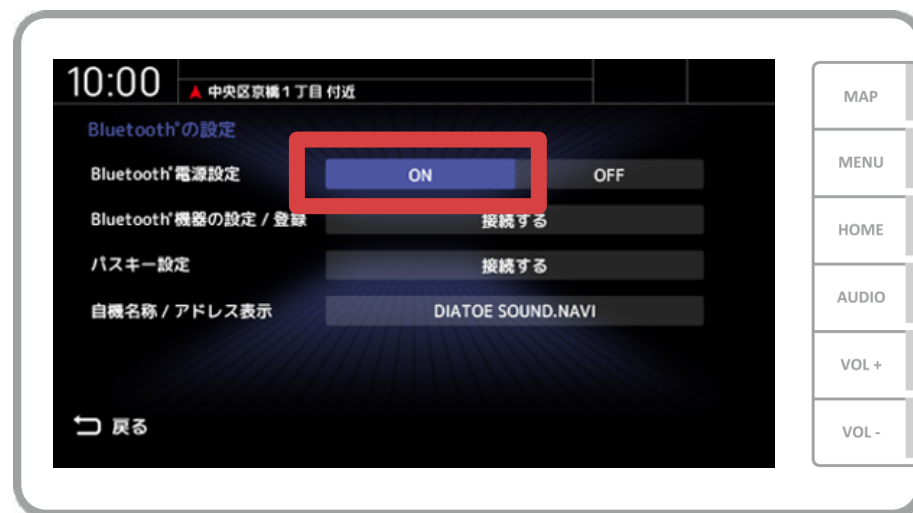 10:00
中央区京橋1丁目 付近
Bluetooth®の設定
Bluetooth®電源設定 ON OFF
Bluetooth®機器の設定 / 登録 接続する
パスキー設定 接続する
自機名称 / アドレス表示 DIATOE SOUND.NAVI
戻る
MAP
MENU
HOME
AUDIO
VOL +
VOL -